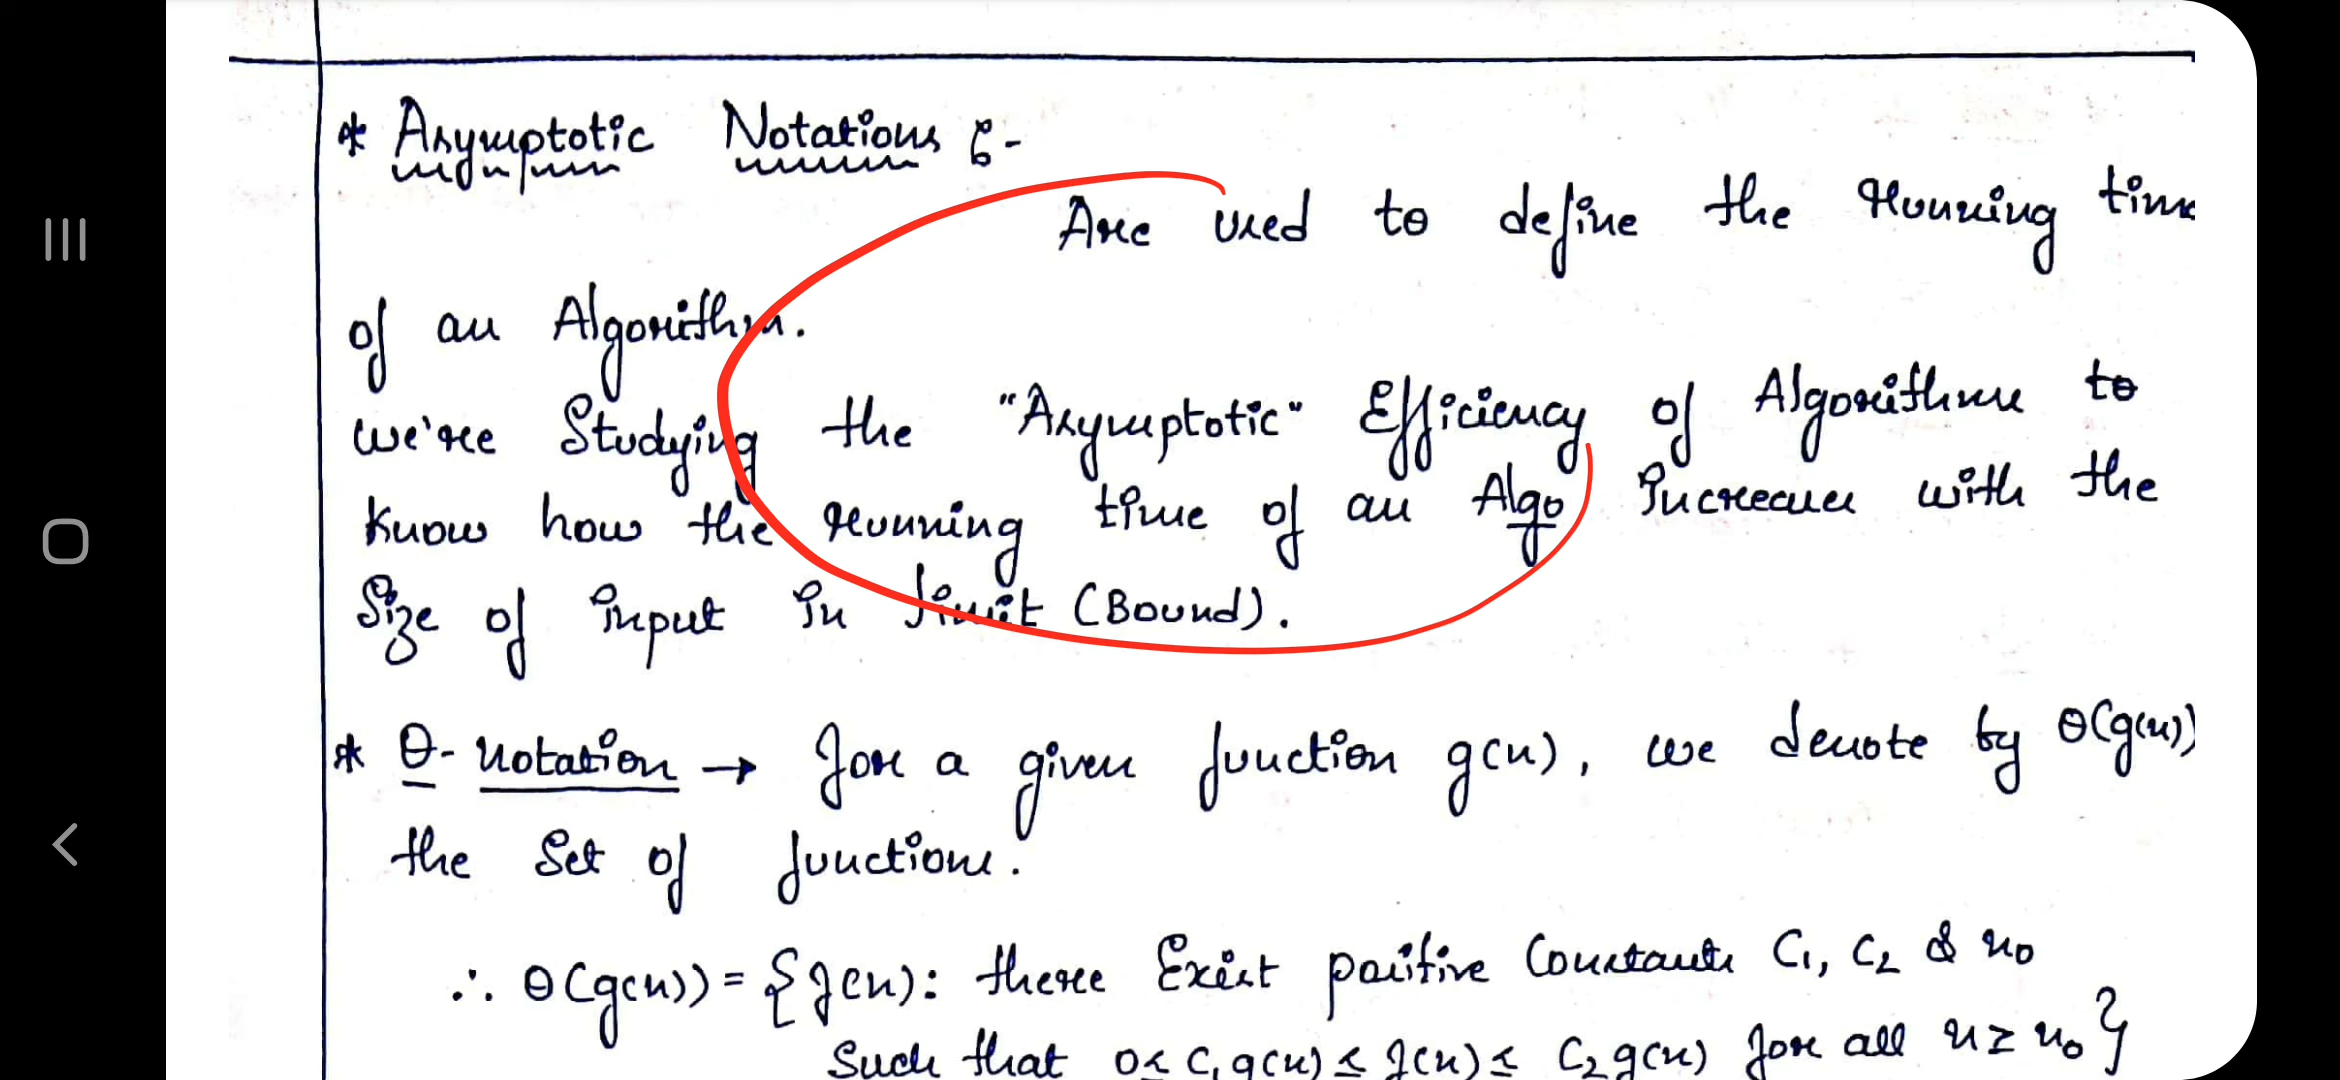 * Asymptotic Notations :-
Are used to define the Running time
of an Algorithm.
we're Studying the "Asymptotic" Efficiency of Algorithms to
know how the Running time of an Algo Increases with the
Size of input in limit (Bound).
* θ- notation → for a given function g(n), we denote by θ(g(n))
the Set of functions.
∴ θ(g(n)) = {f(n): there Exist positive Constants C₁, C₂ & n₀
Such that 0≤ C₁g(n) ≤ f(n) ≤ C₂g(n) for all n ≥ n₀}